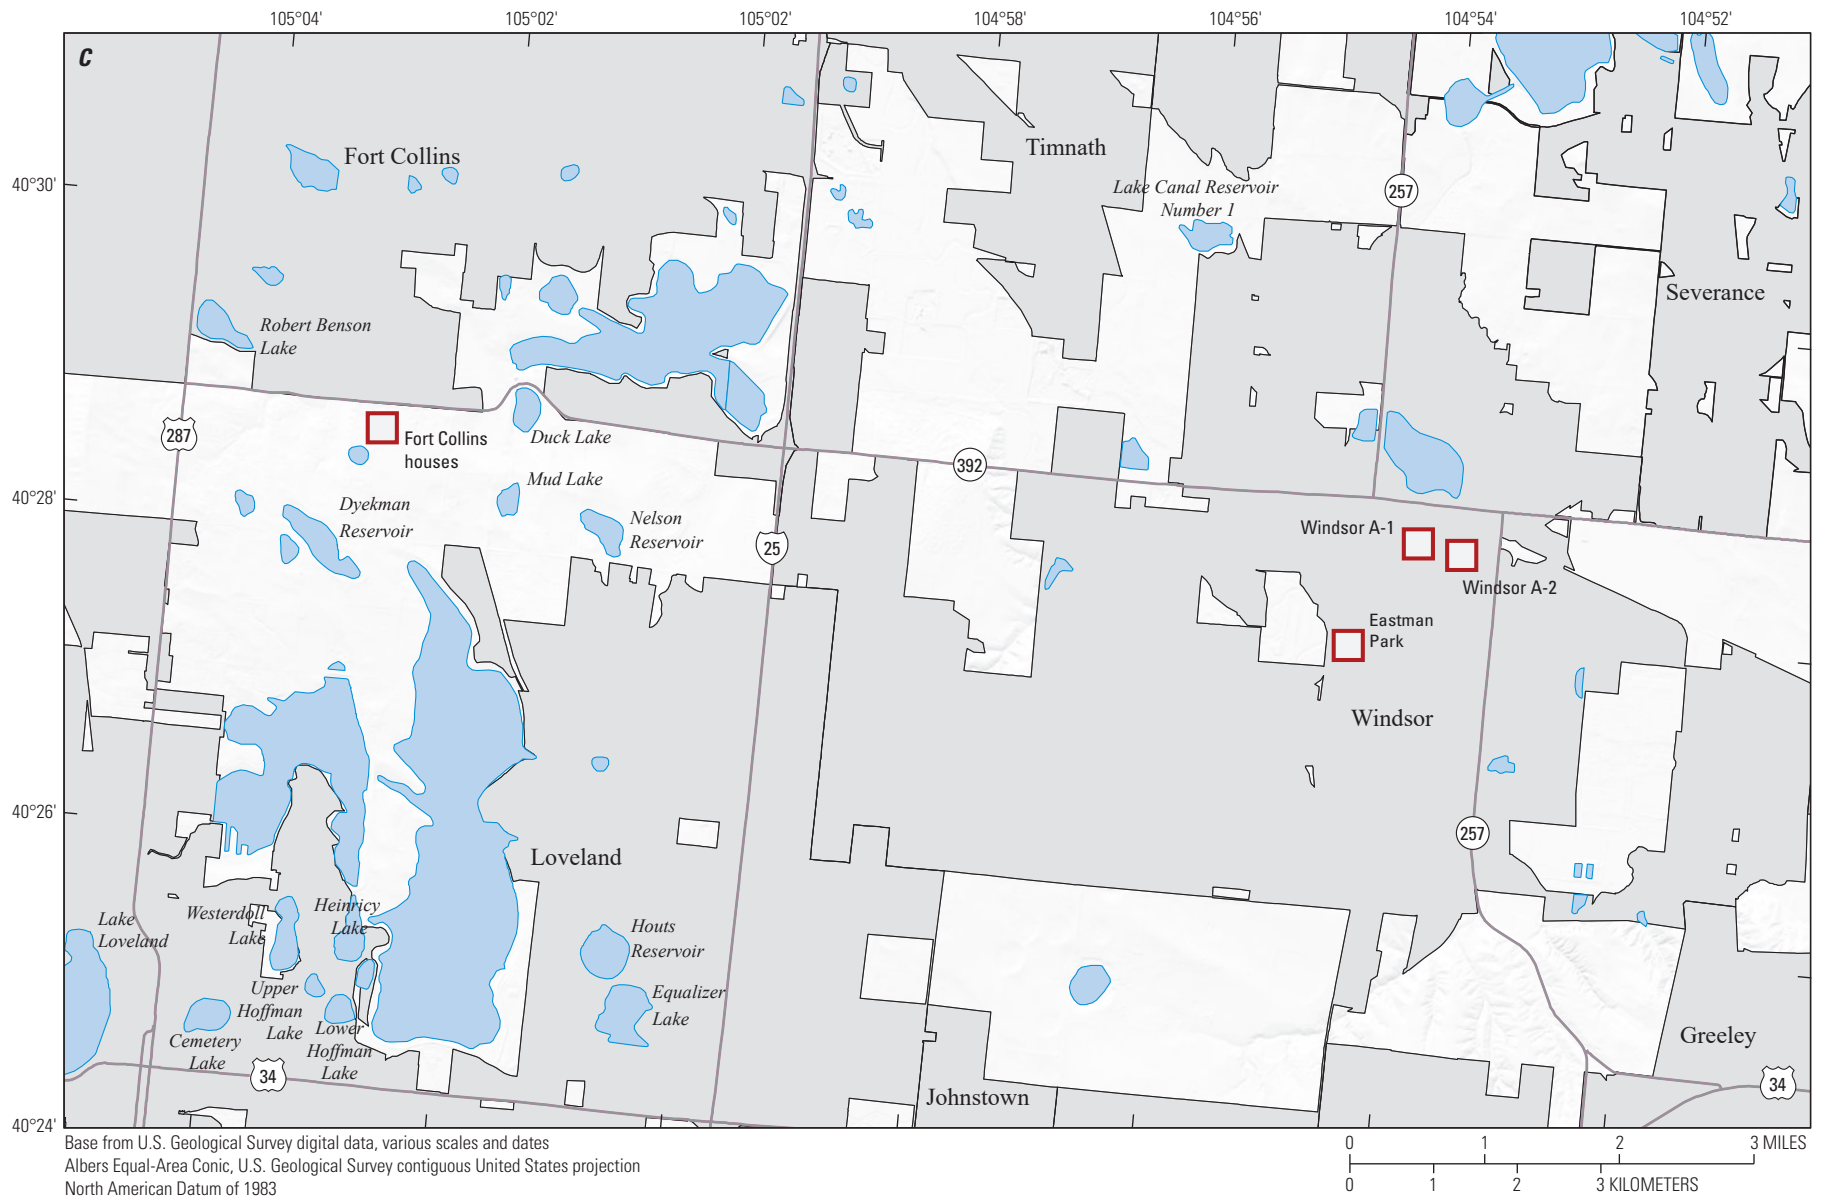 105°04' 105°02' 105°02' 104°58' 104°56' 104°54' 104°52'
C
Fort Collins
Timnath
40°30'
Lake Canal Reservoir
Number 1
257
Severance
Robert Benson
Lake
287
Fort Collins
houses
Duck Lake
392
Mud Lake
40°28'
Dyekman
Reservoir
Nelson
Reservoir
25
Windsor A-1
Windsor A-2
Eastman
Park
Windsor
40°26'
257
Loveland
Lake
Loveland
Westerdoll
Lake
Heinricy
Lake
Houts
Reservoir
Upper
Hoffman
Lake
Equalizer
Lake
Cemetery
Lake
Lower
Hoffman
Lake
34
Greeley
34
Johnstown
40°24'
Base from U.S. Geological Survey digital data, various scales and dates
Albers Equal-Area Conic, U.S. Geological Survey contiguous United States projection
North American Datum of 1983
0 1 2 3 MILES
0 1 2 3 KILOMETERS